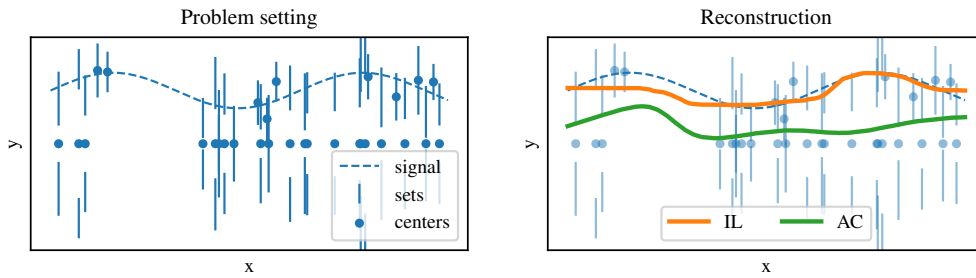 Problem setting
y
signal
sets
centers
x
Reconstruction
y
IL
AC
x